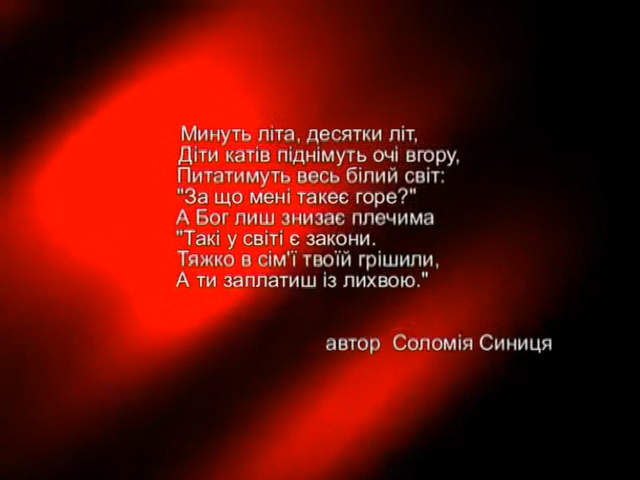 Минуть літа, десятки літ,
Діти катів піднімуть очі вгору,
Питатимуть весь білий світ:
"За що мені такеє горе?"
А Бог лиш знизає плечима
"Такі у світі є закони.
Тяжко в сім'ї твоїй грішили,
А ти заплатиш із лихвою."
автор Соломія Синиця